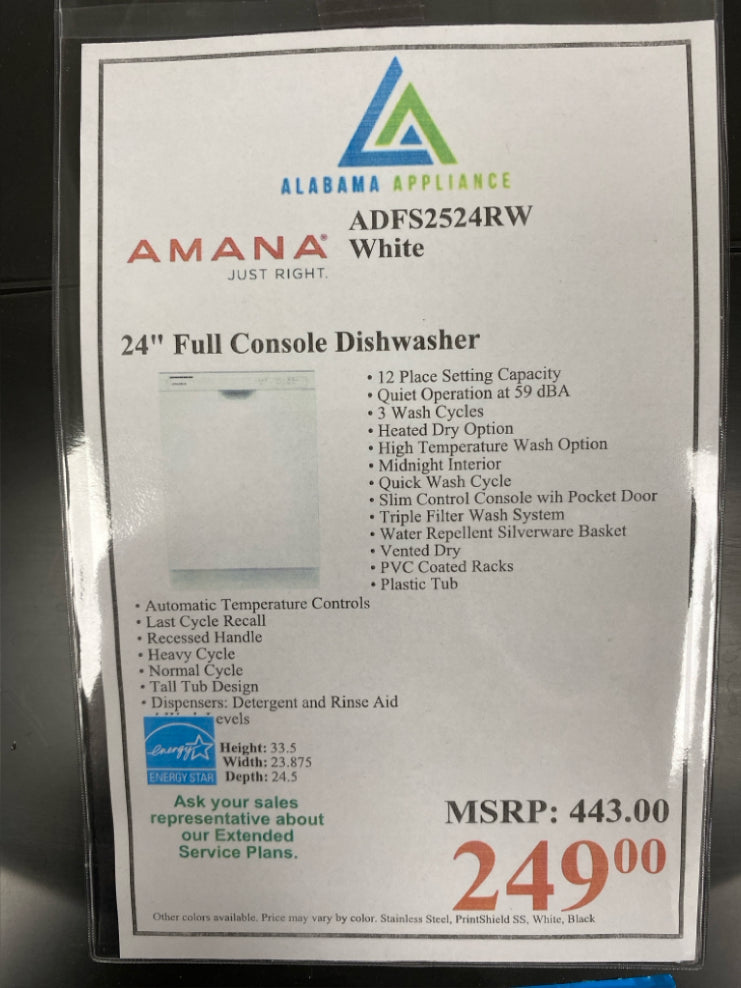 ALABAMA APPLIANCE
ADFS2524RW
AMANA® White
JUST RIGHT.
24" Full Console Dishwasher
• 12 Place Setting Capacity
• Quiet Operation at 59 dBA
• 3 Wash Cycles
• Heated Dry Option
• High Temperature Wash Option
• Midnight Interior
• Quick Wash Cycle
• Slim Control Console wih Pocket Door
• Triple Filter Wash System
• Water Repellent Silverware Basket
• Vented Dry
• PVC Coated Racks
• Plastic Tub
• Automatic Temperature Controls
• Last Cycle Recall
• Recessed Handle
• Heavy Cycle
• Normal Cycle
• Tall Tub Design
• Dispensers: Detergent and Rinse Aid
evels
energy
ENERGY STAR
Height: 33.5
Width: 23.875
Depth: 24.5
Ask your sales
representative about
our Extended
Service Plans.
MSRP: 443.00
24900
Other colors available. Price may vary by color. Stainless Steel, PrintShield SS, White, Black